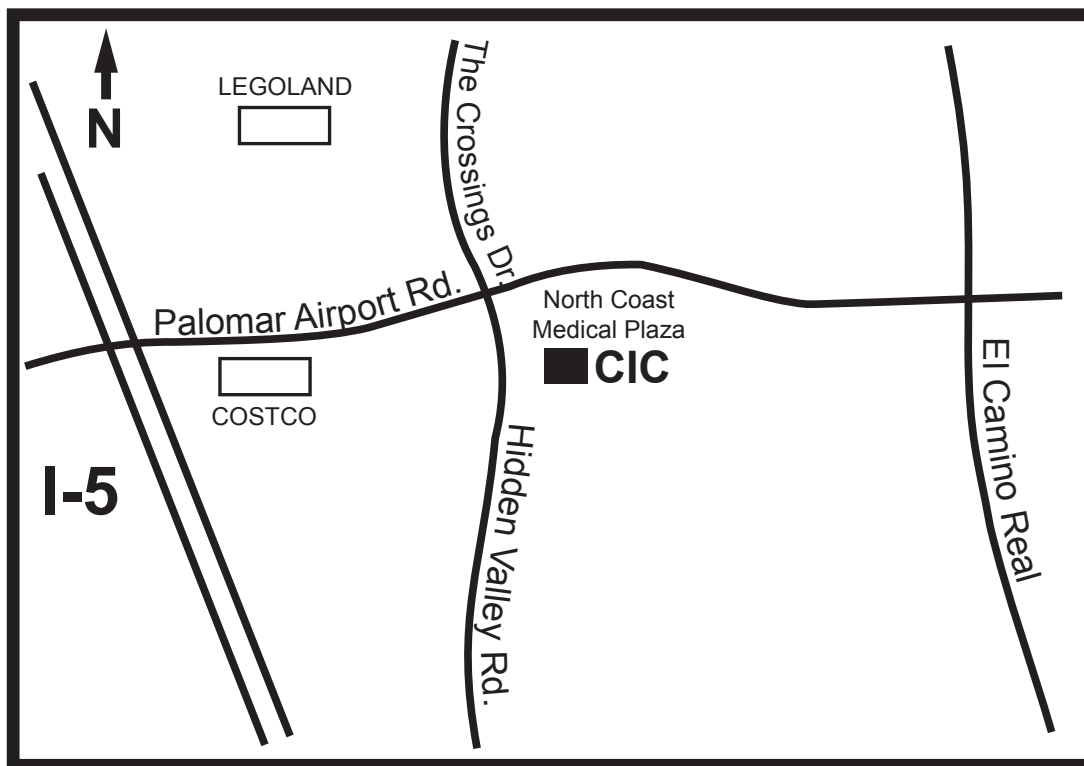 LEGOLAND
N
The Crossings Dr.
Palomar Airport Rd.
North Coast
Medical Plaza
CIC
COSTCO
I-5
Hidden Valley Rd.
El Camino Real